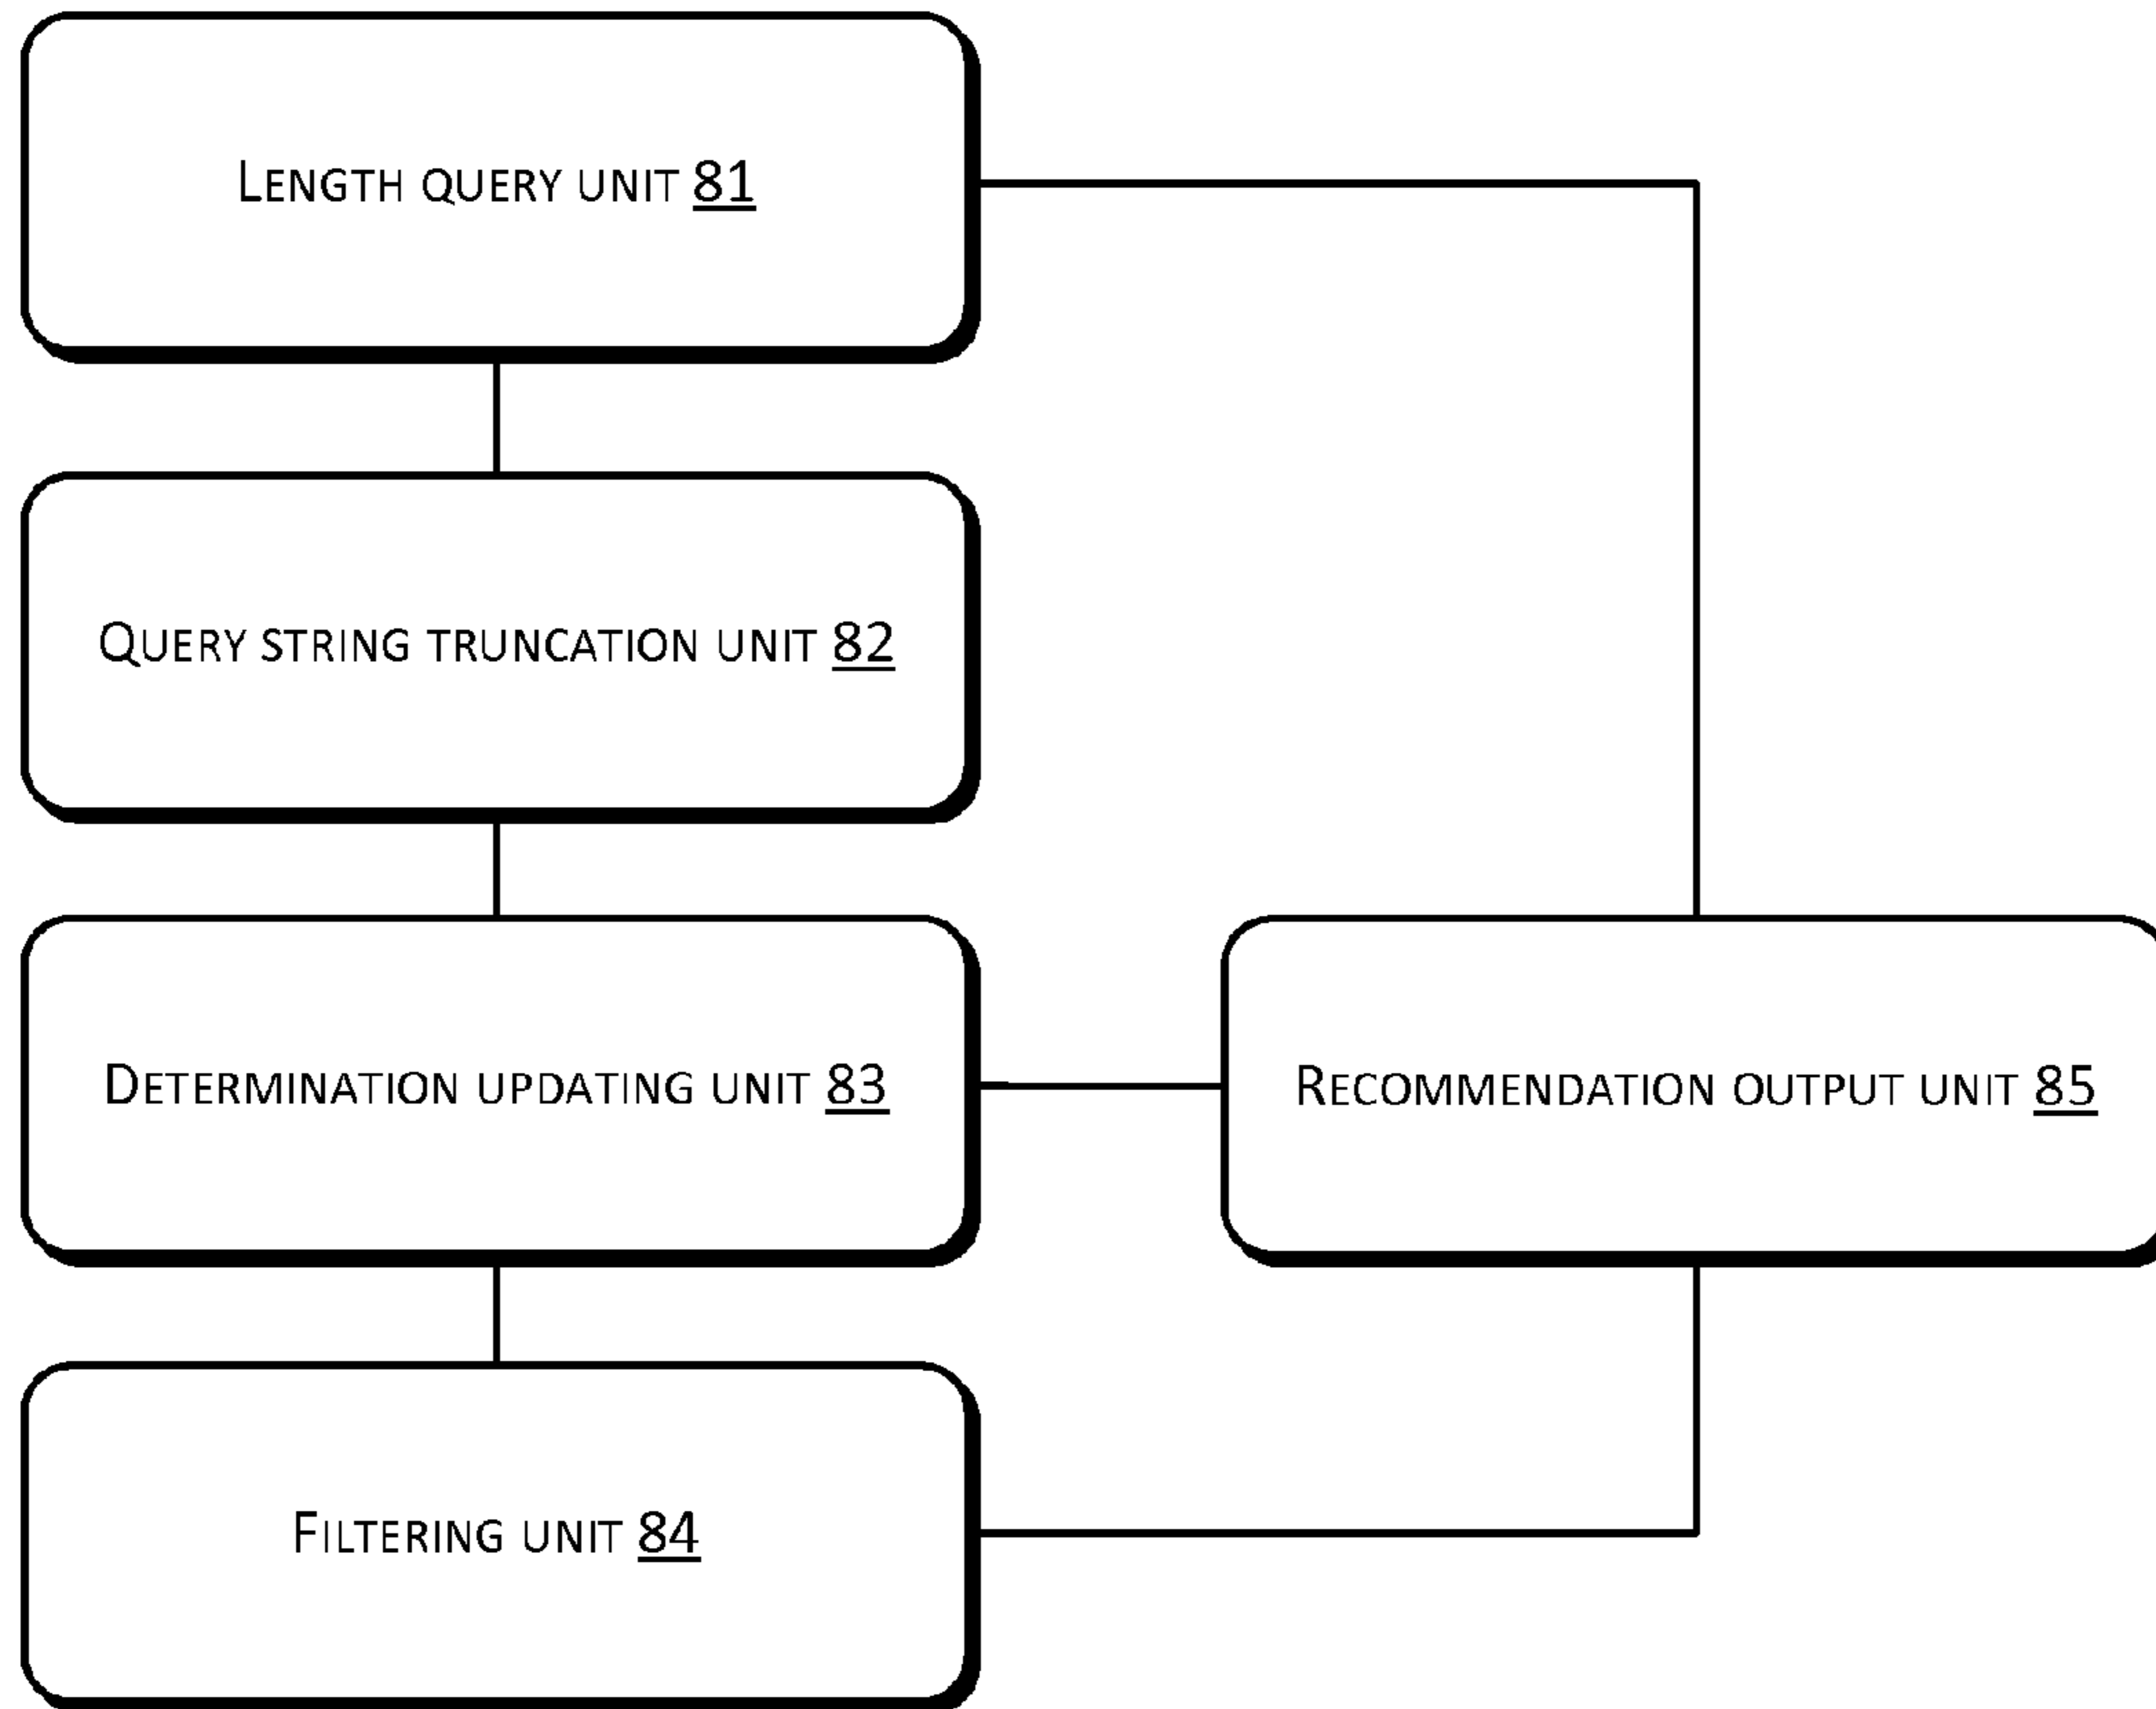 Length query unit 81
Query string truncation unit 82
Determination updating unit 83
Recommendation output unit 85
Filtering unit 84